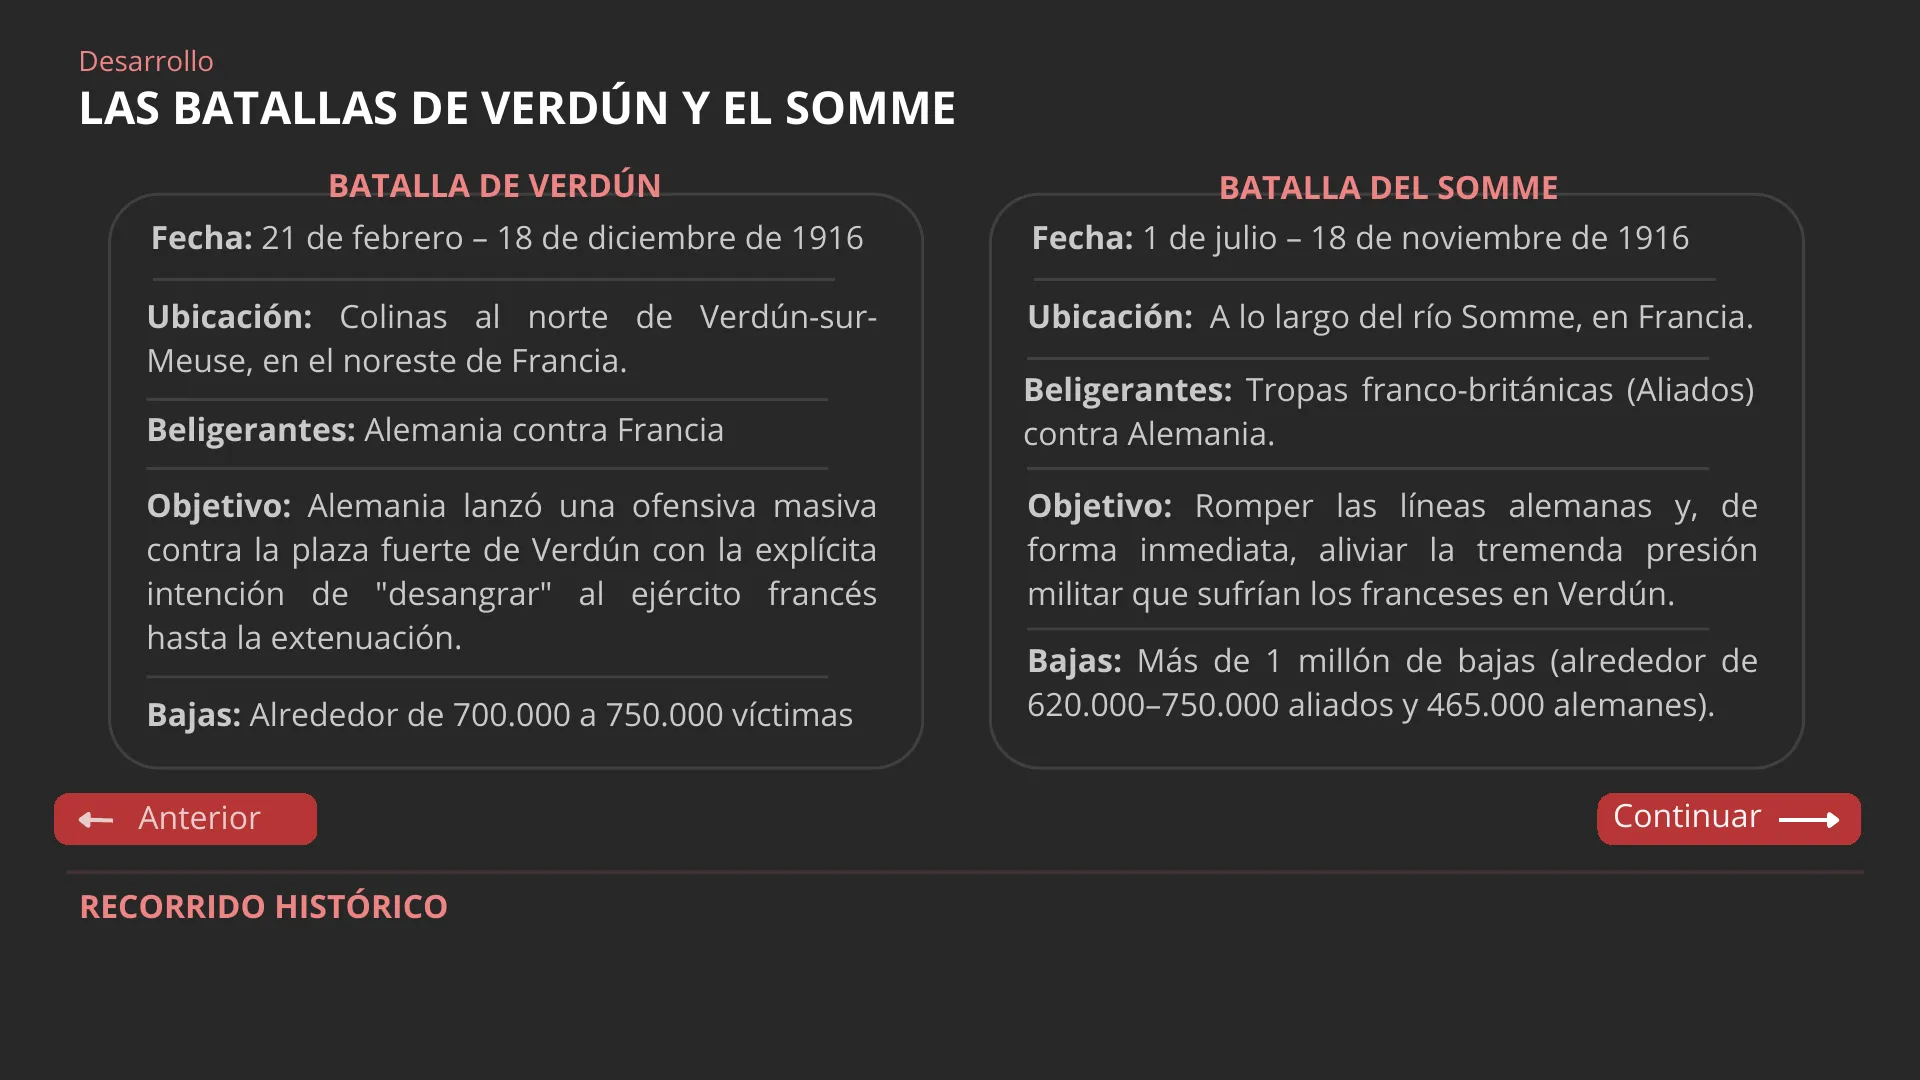 Desarrollo
LAS BATALLAS DE VERDÚN Y EL SOMME
BATALLA DE VERDÚN
Fecha: 21 de febrero – 18 de diciembre de 1916
Ubicación: Colinas al norte de Verdún-sur-
Meuse, en el noreste de Francia.
Beligerantes: Alemania contra Francia
Objetivo: Alemania lanzó una ofensiva masiva
contra la plaza fuerte de Verdún con la explícita
intención de "desangrar" al ejército francés
hasta la extenuación.
Bajas: Alrededor de 700.000 a 750.000 víctimas
BATALLA DEL SOMME
Fecha: 1 de julio – 18 de noviembre de 1916
Ubicación: A lo largo del río Somme, en Francia.
Beligerantes: Tropas franco-británicas (Aliados)
contra Alemania.
Objetivo: Romper las líneas alemanas y, de
forma inmediata, aliviar la tremenda presión
militar que sufrían los franceses en Verdún.
Bajas: Más de 1 millón de bajas (alrededor de
620.000–750.000 aliados y 465.000 alemanes).
Anterior
Continuar
RECORRIDO HISTÓRICO